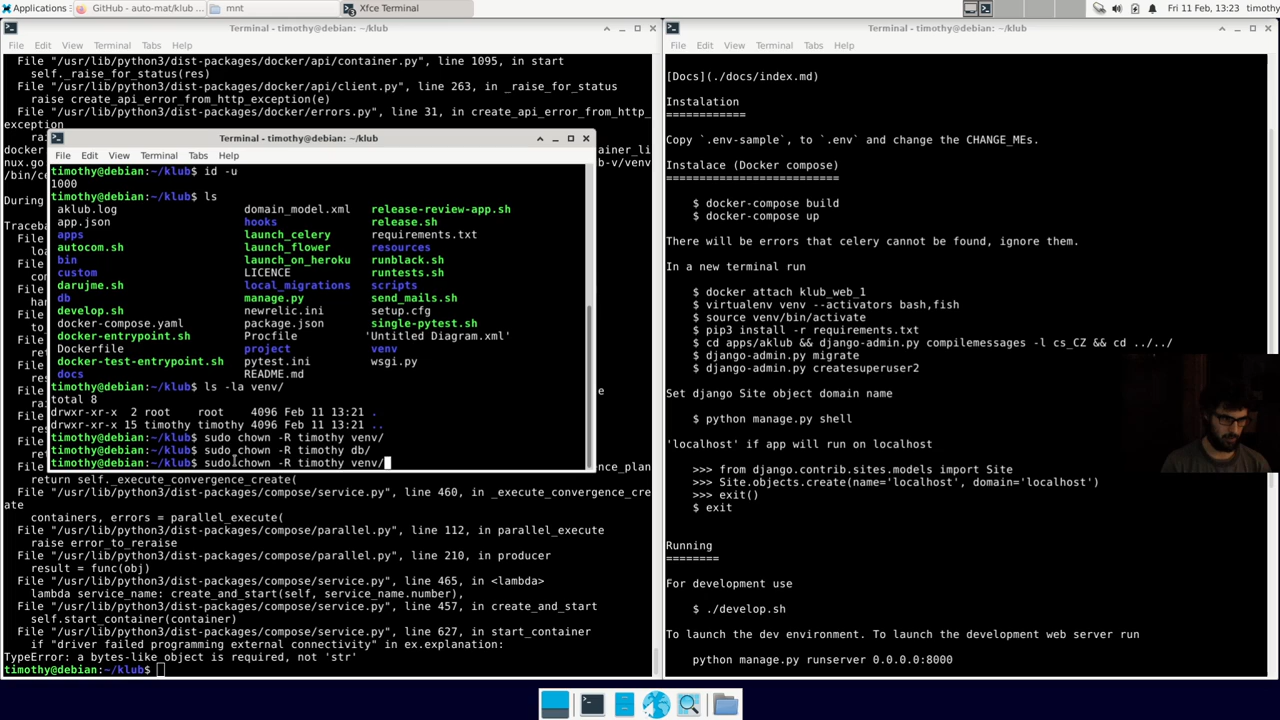 Applications
GitHub - auto-mat/klub ...
mnt
Xfce Terminal
Fri 11 Feb, 13:23
timothy
Terminal - timothy@debian: ~/klub
File Edit View Terminal Tabs Help
File "/usr/lib/python3/dist-packages/docker/api/container.py", line 1095, in start
self._raise_for_status(res)
File "/usr/lib/python3/dist-packages/docker/api/client.py", line 263, in _raise_for_status
raise create_api_error_from_http_exception(e)
File "/usr/lib/python3/dist-packages/docker/errors.py", line 31, in create_api_error_from_http_
exception
Terminal - timothy@debian: ~/klub
File Edit View Terminal Tabs Help
timothy@debian:~/klub$ id -u
1000
timothy@debian:~/klub$ ls
aklub.log domain_model.xml release-review-app.sh
app.json hooks release.sh
apps launch_celery requirements.txt
autocom.sh launch_flower resources
bin launch_on_heroku runblack.sh
custom LICENCE runtests.sh
darujme.sh local_migrations scripts
db manage.py send_mails.sh
develop.sh newrelic.ini setup.cfg
docker-compose.yaml package.json single-pytest.sh
docker-entrypoint.sh Procfile 'Untitled Diagram.xml'
Dockerfile project venv
docker-test-entrypoint.sh pytest.ini wsgi.py
docs README.md
timothy@debian:~/klub$ ls -la venv/
total 8
drwxr-xr-x 2 root root 4096 Feb 11 13:21 .
drwxr-xr-x 15 timothy timothy 4096 Feb 11 13:21 ..
timothy@debian:~/klub$ sudo chown -R timothy venv/
timothy@debian:~/klub$ sudo chown -R timothy db/
timothy@debian:~/klub$ sudo chown -R timothy venv/
return self._execute_convergence_create(
File "/usr/lib/python3/dist-packages/compose/service.py", line 460, in _execute_convergence_cre
ate
containers, errors = parallel_execute(
File "/usr/lib/python3/dist-packages/compose/parallel.py", line 112, in parallel_execute
raise error_to_reraise
File "/usr/lib/python3/dist-packages/compose/parallel.py", line 210, in producer
result = func(obj)
File "/usr/lib/python3/dist-packages/compose/service.py", line 465, in <lambda>
lambda service_name: create_and_start(self, service_name.number),
File "/usr/lib/python3/dist-packages/compose/service.py", line 457, in create_and_start
self.start_container(container)
File "/usr/lib/python3/dist-packages/compose/service.py", line 627, in start_container
if "driver failed programming external connectivity" in ex.explanation:
TypeError: a bytes-like object is required, not 'str'
timothy@debian:~/klub$
Terminal - timothy@debian: ~/klub
File Edit View Terminal Tabs Help
[Docs](./docs/index.md)
Instalation
============
Copy `.env-sample`, to `.env` and change the CHANGE_MEs.
Instalace (Docker compose)
==========================
$ docker-compose build
$ docker-compose up
There will be errors that celery cannot be found, ignore them.
In a new terminal run
$ docker attach klub_web_1
$ virtualenv venv --activators bash,fish
$ source venv/bin/activate
$ pip3 install -r requirements.txt
$ cd apps/aklub && django-admin.py compilemessages -l cs_CZ && cd ../../
$ django-admin.py migrate
$ django-admin.py createsuperuser2
Set django Site object domain name
$ python manage.py shell
'localhost' if app will run on localhost
>>> from django.contrib.sites.models import Site
>>> Site.objects.create(name='localhost', domain='localhost')
>>> exit()
$ exit
Running
========
For development use
$ ./develop.sh
To launch the dev environment. To launch the development web server run
python manage.py runserver 0.0.0.0:8000